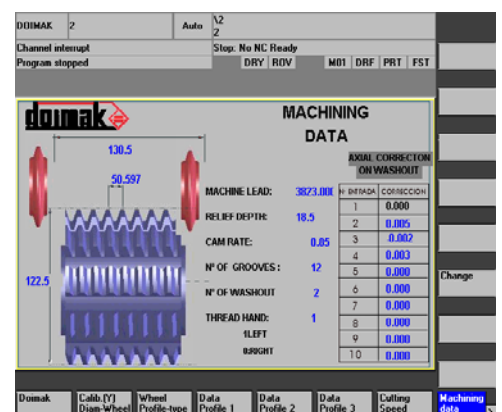 DOIMAK 2 Auto \2
2
Channel interrupt Stop: No NC Ready
Program stopped DRY ROV M01 DRF PRT FST
doimak
MACHINING
DATA
130.5
50.597
122.5
AXIAL CORRECTON
ON WASHOUT
Nº ENTRADA CORRECCION
1 0.000
2 0.005
3 -0.002
4 0.003
5 0.000
6 0.000
7 0.000
8 0.000
9 0.000
10 0.000
MACHINE LEAD: 3823.000
RELIEF DEPTH: 18.5
CAM RATE: 0.05
Nº OF GROOVES: 12
Nº OF WASHOUT 2
THREAD HAND: 1
1LEFT
0:RIGHT
Change
Doimak
Calib.(Y) Diam-Wheel
Wheel Profile-type
Data Profile 1
Data Profile 2
Data Profile 3
Cutting Speed
Machining data